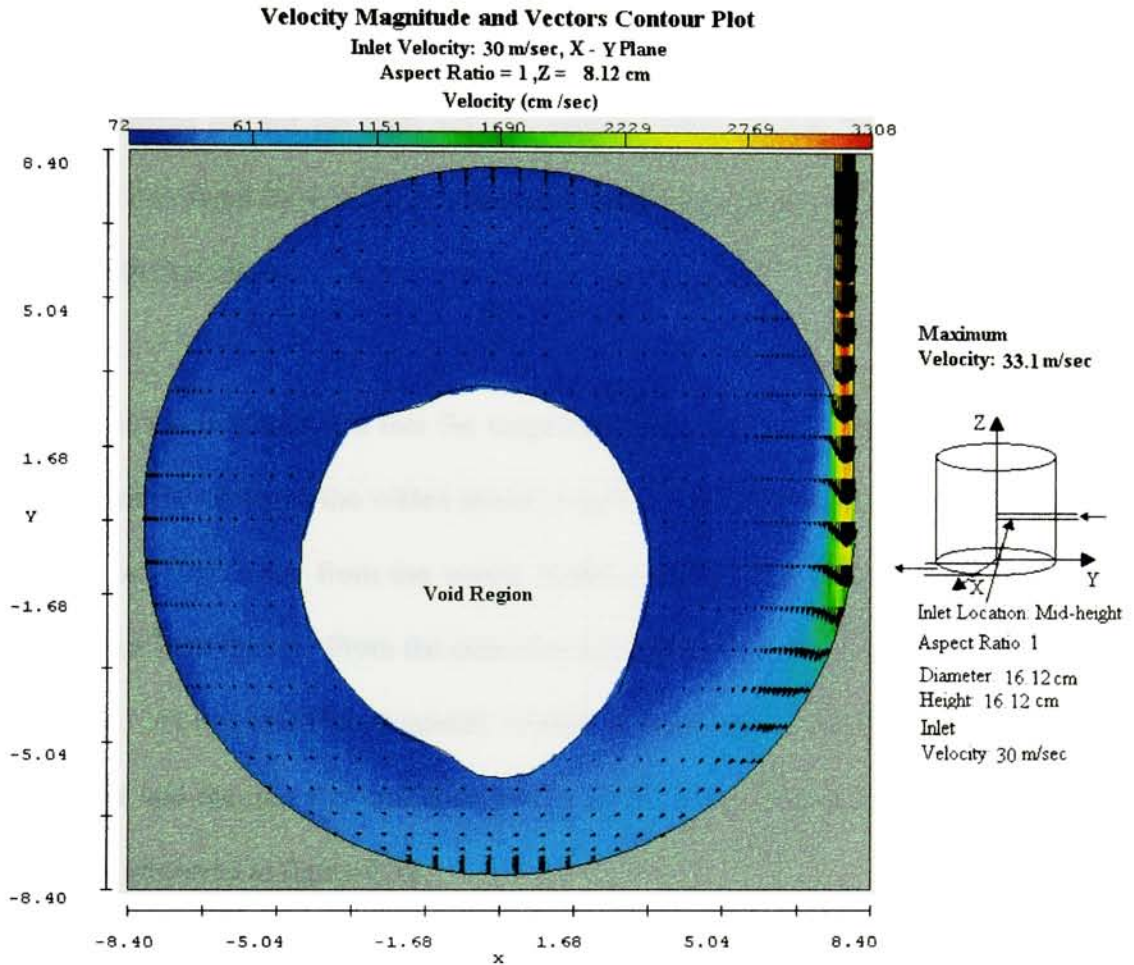 Velocity Magnitude and Vectors Contour Plot
Inlet Velocity: 30 m/sec, X - Y Plane
Aspect Ratio = 1 ,Z = 8.12 cm
Velocity (cm /sec)
72 611 1151 1690 2229 2769 3308
8.40
5.04
1.68
Y
-1.68
-5.04
-8.40
Void Region
-8.40 -5.04 -1.68 1.68 5.04 8.40
x
Maximum
Velocity: 33.1 m/sec
Z
X
Y
Inlet Location: Mid-height
Aspect Ratio 1
Diameter 16.12 cm
Height 16.12 cm
Inlet
Velocity 30 m/sec